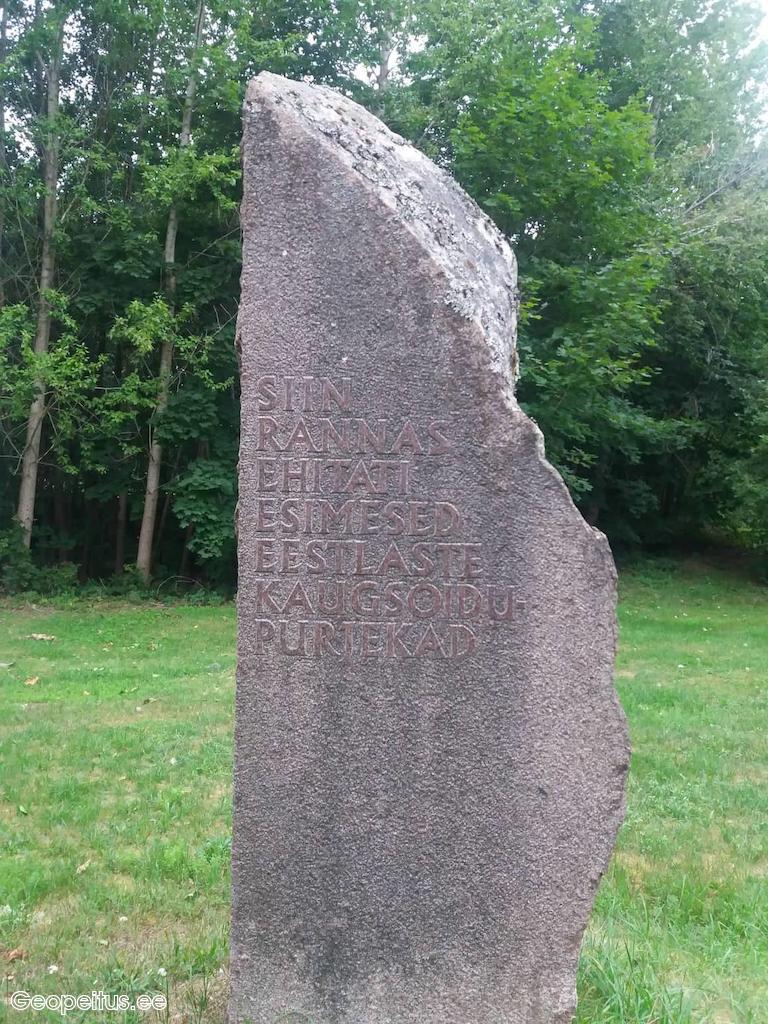 SIIN
RANNAS
EHITATI
ESIMESED
EESTLASTE
KAUGSÕIDU-
PURJEKAD
Geopeitus.ee